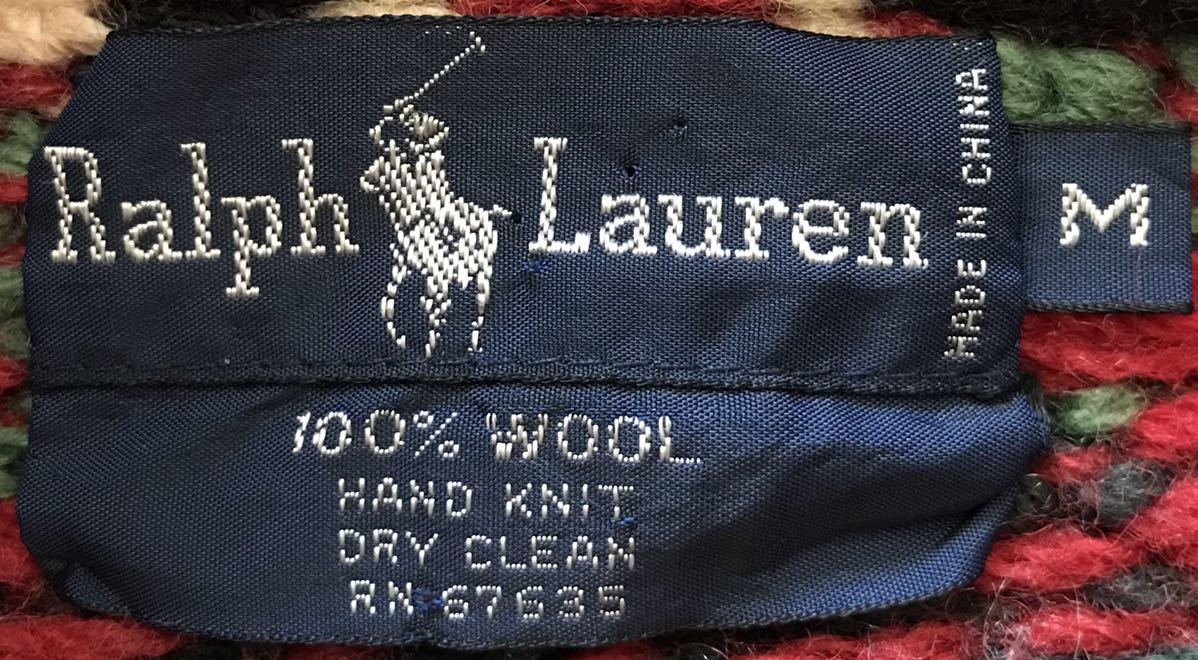 Ralph Lauren
MADE IN CHINA
M
100% WOOL
HAND KNIT
DRY CLEAN
RN 67635